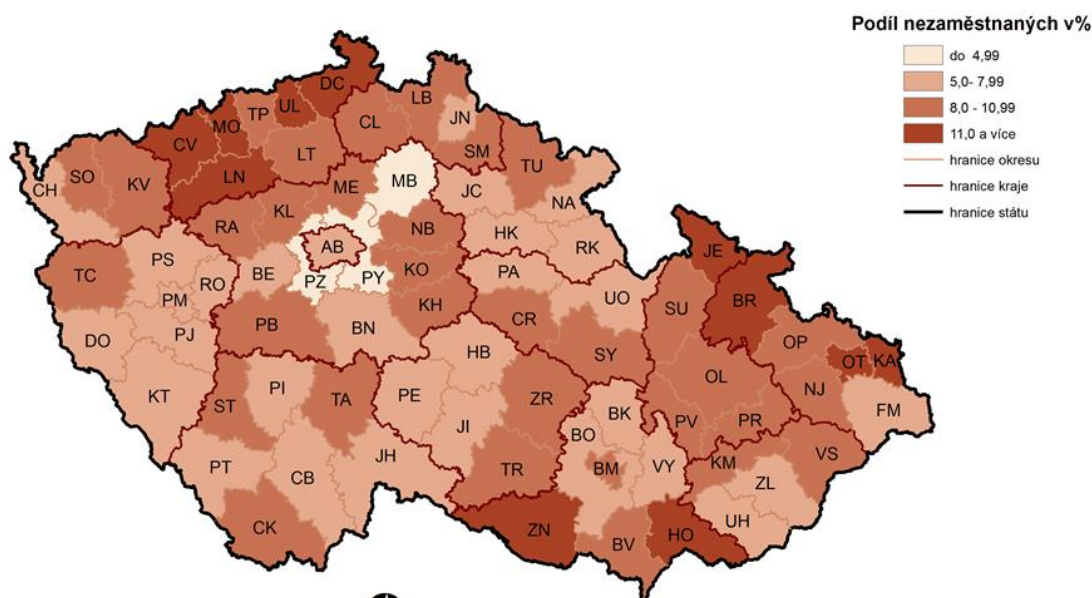 Podíl nezaměstnaných v%
do 4,99
5,0- 7,99
8,0 - 10,99
11,0 a více
hranice okresu
hranice kraje
hranice státu
DC
LB
UL
TP
JN
MO
CL
CV
LT
SM
TU
LN
ME
MB
JC
CH
SO
KV
NA
KL
RA
NB
HK
AB
RK
JE
TC
PS
BE
KO
PA
RO
PZ
PY
UO
BR
PM
KH
SU
PB
BN
CR
DO
PJ
OP
HB
SY
OT
KA
KT
PI
OL
NJ
ST
TA
PE
ZR
FM
BK
JI
PV
PR
BO
VS
PT
JH
TR
BM
VY
KM
CB
ZL
UH
CK
ZN
HO
BV